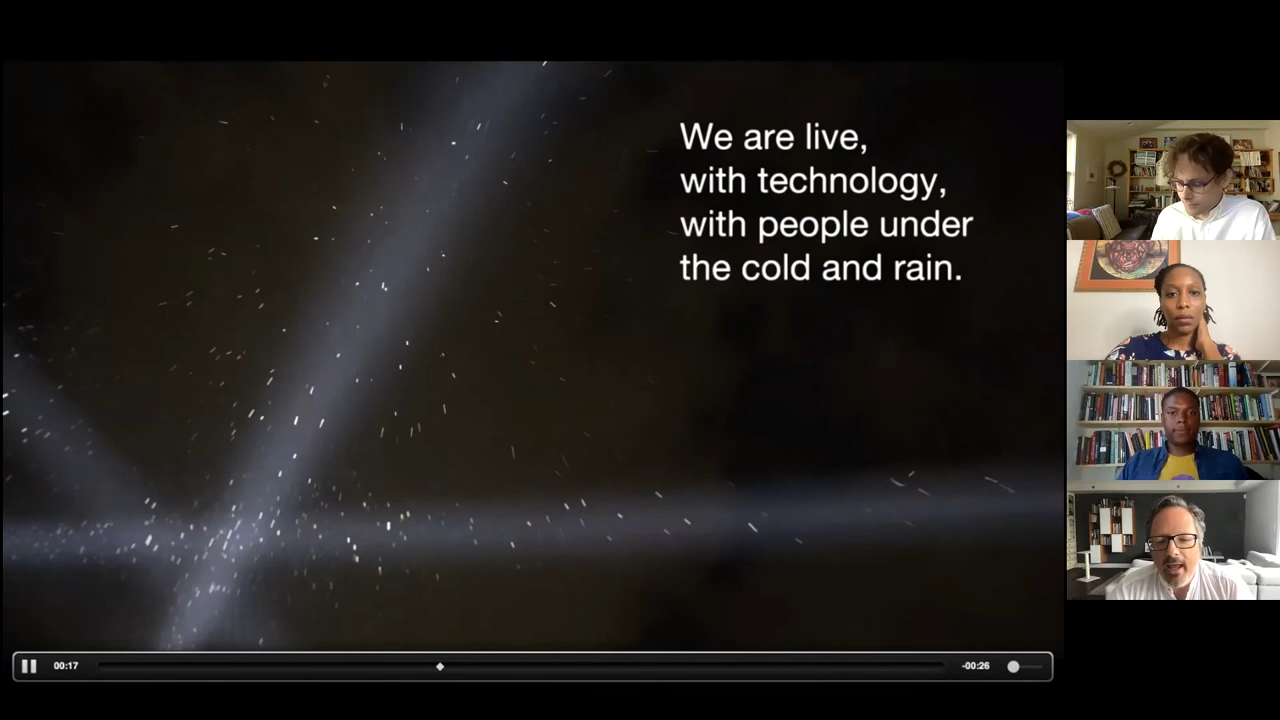 We are live,
with technology,
with people under
the cold and rain.
00:17
-00:26